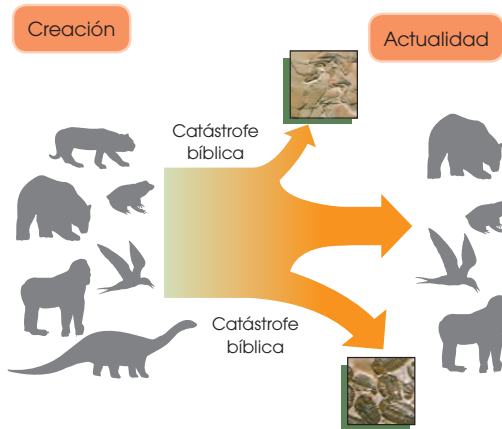 Creación
Actualidad
Catástrofe
bíblica
Catástrofe
bíblica